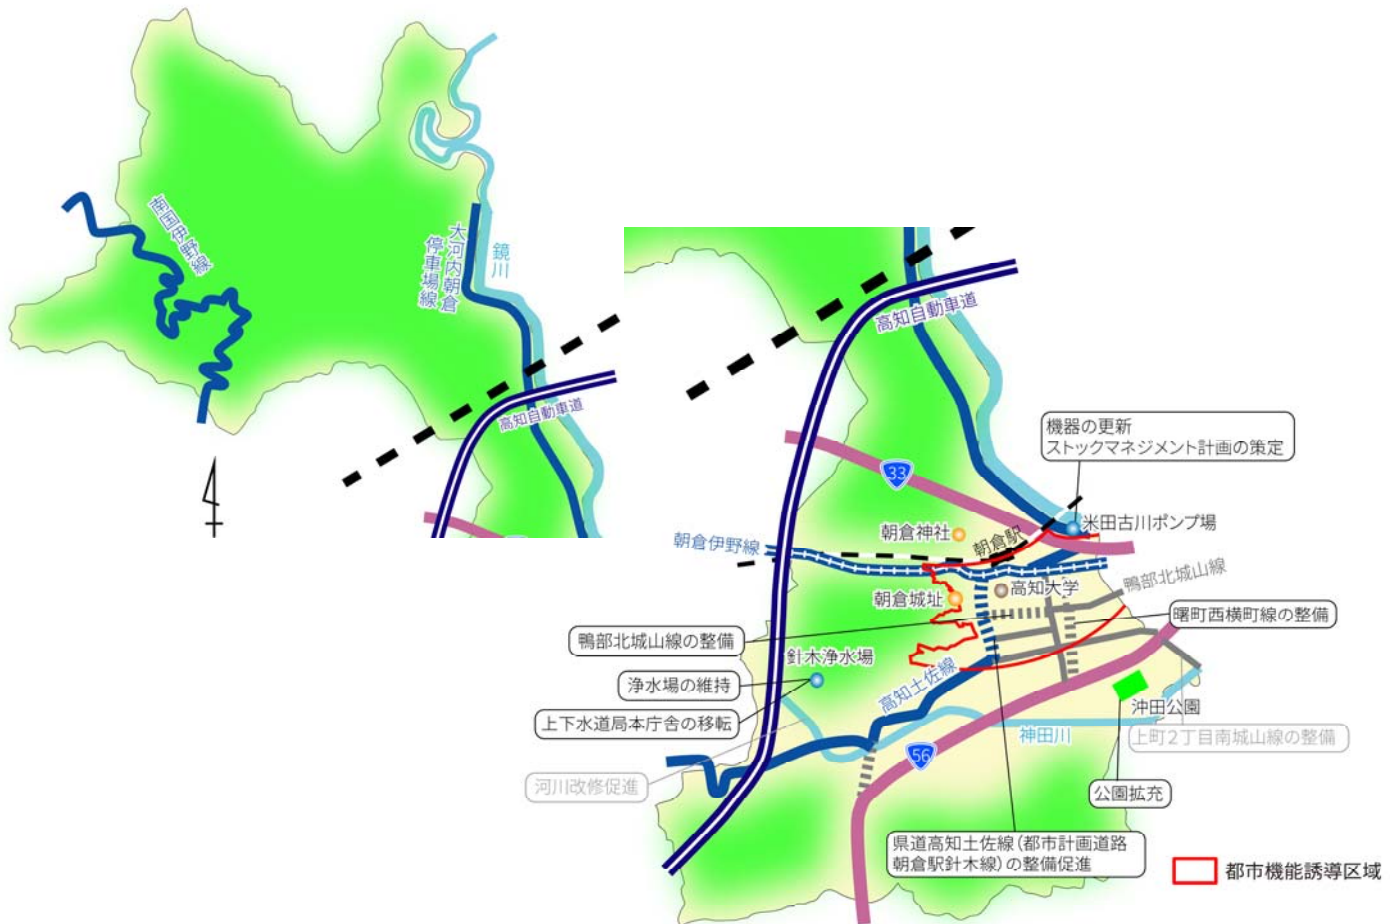 南国伊野線
大河内朝倉
停車場線
鏡川
高知自動車道
高知自動車道
機器の更新
ストックマネジメント計画の策定
33
米田古川ポンプ場
朝倉神社
朝倉駅
朝倉伊野線
高知大学
鴨部北城山線
朝倉城址
曙町西横町線の整備
鴨部北城山線の整備
針木浄水場
浄水場の維持
高知土佐線
上下水道局本庁舎の移転
沖田公園
神田川
上町2丁目南城山線の整備
56
河川改修促進
公園拡充
県道高知土佐線(都市計画道路
朝倉駅針木線)の整備促進
都市機能誘導区域